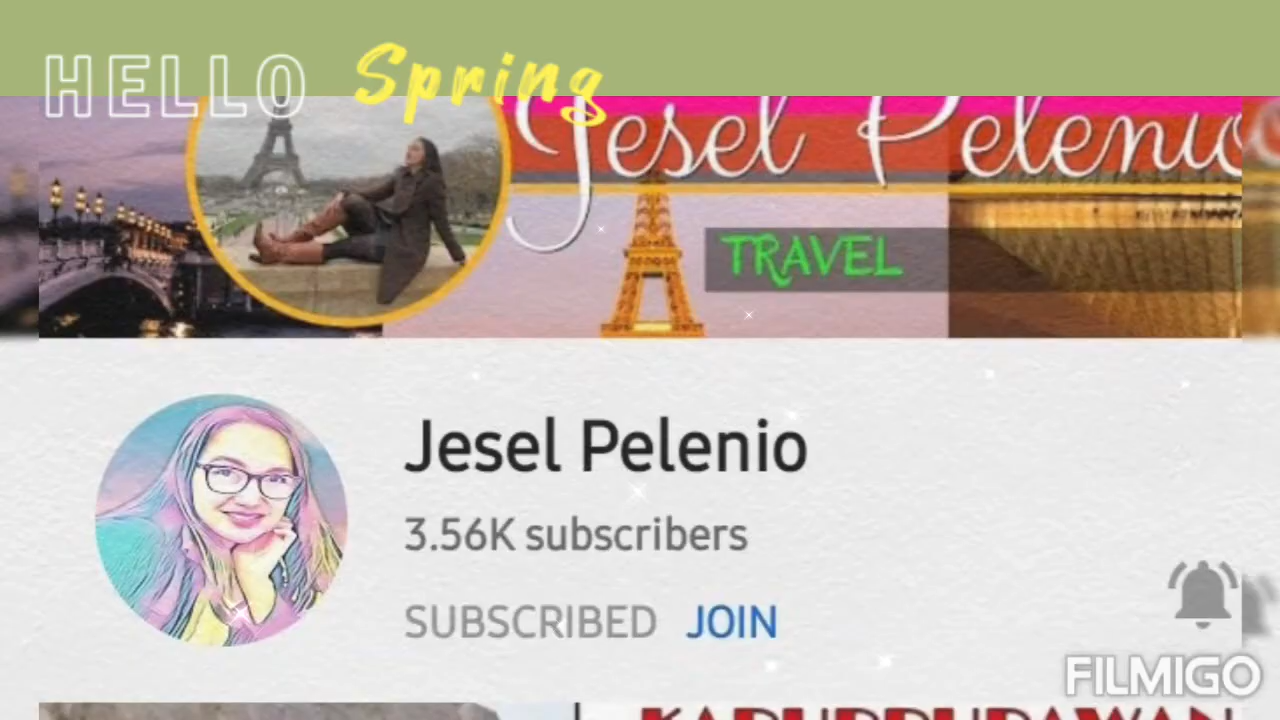 HELLO Spring
Jesel Pelenio
TRAVEL
Jesel Pelenio
3.56K subscribers
SUBSCRIBED JOIN
FILMIGO